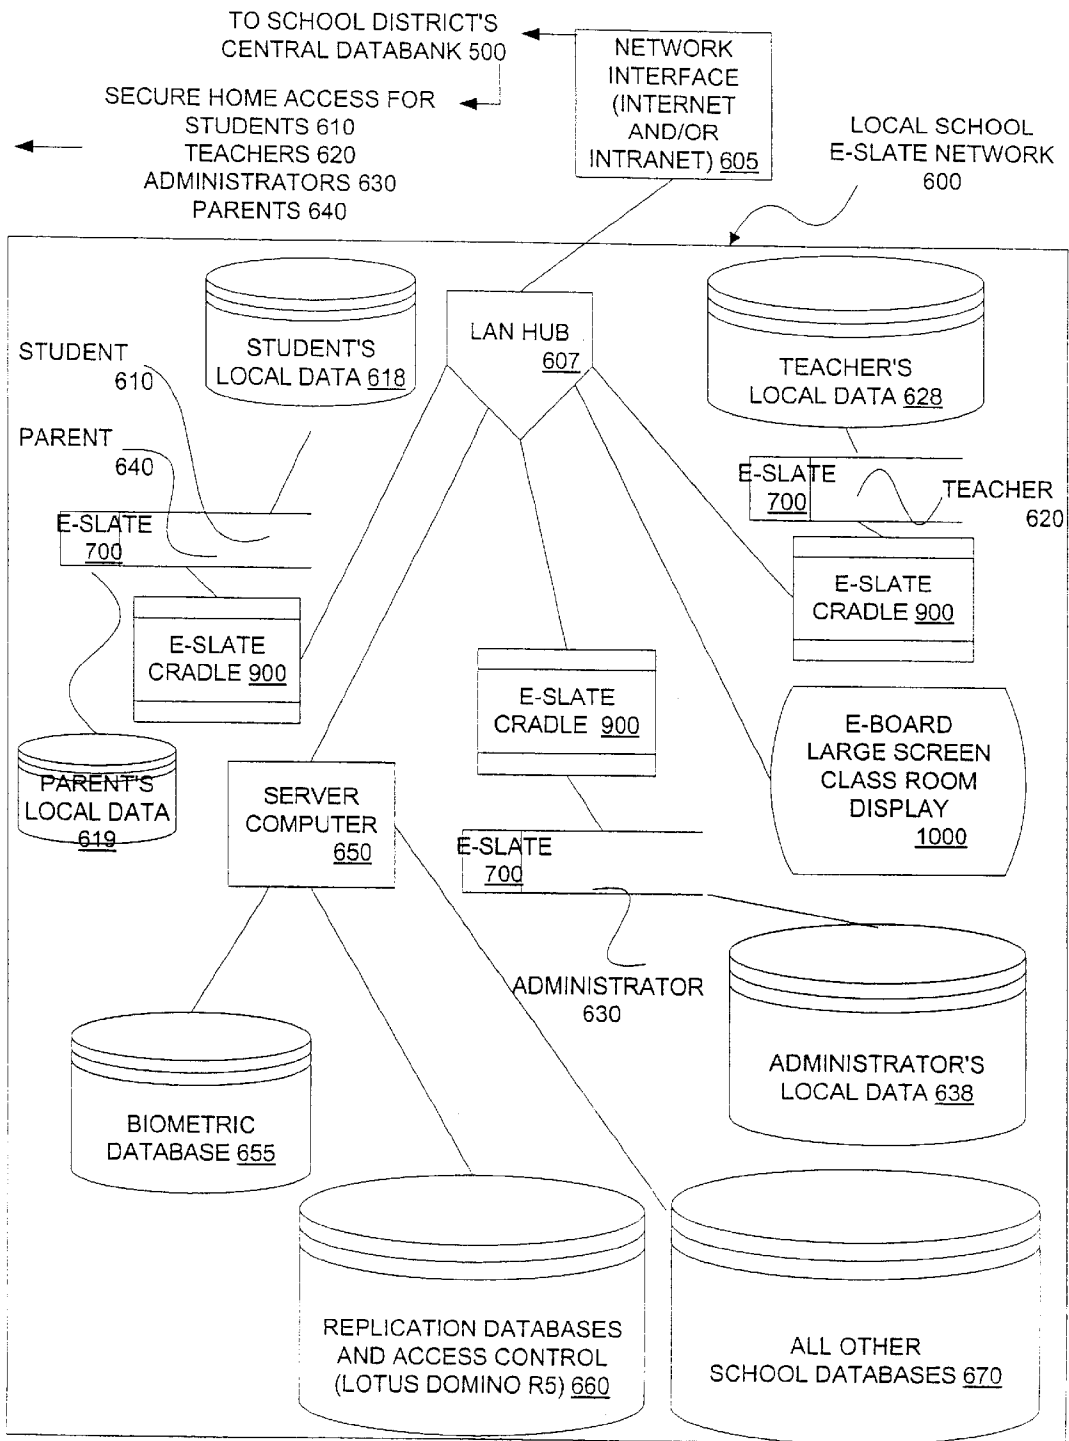 TO SCHOOL DISTRICT'S
CENTRAL DATABANK 500
SECURE HOME ACCESS FOR
STUDENTS 610
TEACHERS 620
ADMINISTRATORS 630
PARENTS 640
NETWORK
INTERFACE
(INTERNET
AND/OR
INTRANET) 605
LOCAL SCHOOL
E-SLATE NETWORK
600
STUDENT'S
LOCAL DATA 618
LAN HUB
607
TEACHER'S
LOCAL DATA 628
STUDENT
610
PARENT
640
E-SLATE
700
E-SLATE
700
TEACHER
620
E-SLATE
CRADLE 900
E-SLATE
CRADLE 900
E-SLATE
CRADLE 900
E-BOARD
LARGE SCREEN
CLASS ROOM
DISPLAY
1000
PARENT'S
LOCAL DATA
619
SERVER
COMPUTER
650
E-SLATE
700
ADMINISTRATOR
630
ADMINISTRATOR'S
LOCAL DATA 638
BIOMETRIC
DATABASE 655
REPLICATION DATABASES
AND ACCESS CONTROL
(LOTUS DOMINO R5) 660
ALL OTHER
SCHOOL DATABASES 670